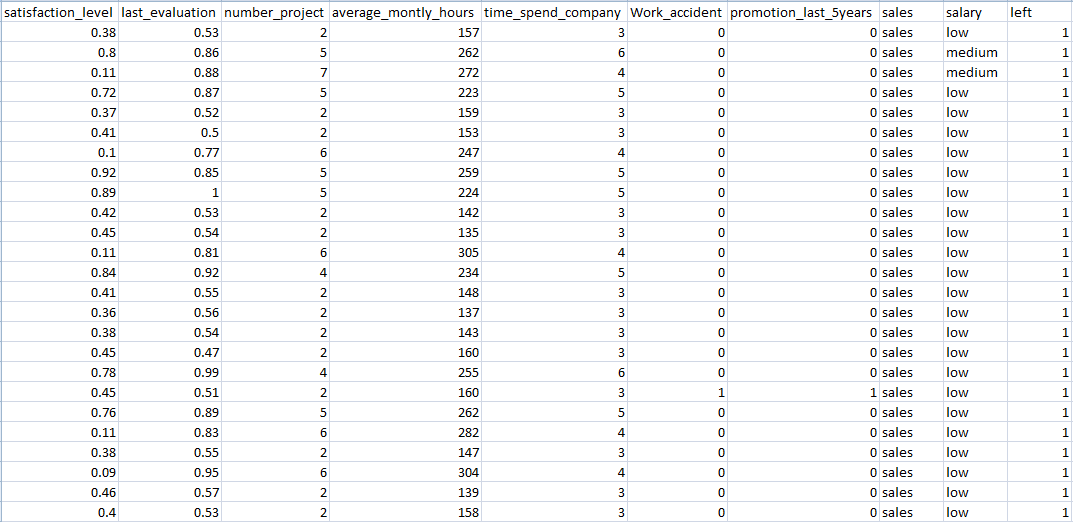 satisfaction_level last_evaluation number_project average_montly_hours time_spend_company Work_accident promotion_last_5years sales salary left
0.38 0.53 2 157 3 0 0 sales low 1
0.8 0.86 5 262 6 0 0 sales medium 1
0.11 0.88 7 272 4 0 0 sales medium 1
0.72 0.87 5 223 5 0 0 sales low 1
0.37 0.52 2 159 3 0 0 sales low 1
0.41 0.5 2 153 3 0 0 sales low 1
0.1 0.77 6 247 4 0 0 sales low 1
0.92 0.85 5 259 5 0 0 sales low 1
0.89 1 5 224 5 0 0 sales low 1
0.42 0.53 2 142 3 0 0 sales low 1
0.45 0.54 2 135 3 0 0 sales low 1
0.11 0.81 6 305 4 0 0 sales low 1
0.84 0.92 4 234 5 0 0 sales low 1
0.41 0.55 2 148 3 0 0 sales low 1
0.36 0.56 2 137 3 0 0 sales low 1
0.38 0.54 2 143 3 0 0 sales low 1
0.45 0.47 2 160 3 0 0 sales low 1
0.78 0.99 4 255 6 0 0 sales low 1
0.45 0.51 2 160 3 1 1 sales low 1
0.76 0.89 5 262 5 0 0 sales low 1
0.11 0.83 6 282 4 0 0 sales low 1
0.38 0.55 2 147 3 0 0 sales low 1
0.09 0.95 6 304 4 0 0 sales low 1
0.46 0.57 2 139 3 0 0 sales low 1
0.4 0.53 2 158 3 0 0 sales low 1